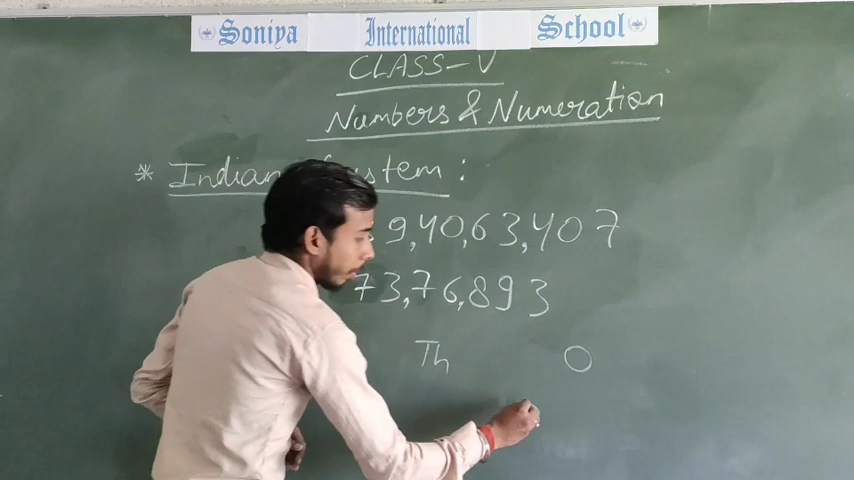 Soniya International School
CLASS-V
Numbers & Numeration
* Indian System :
9,40,63,407
73,76,893
Th O